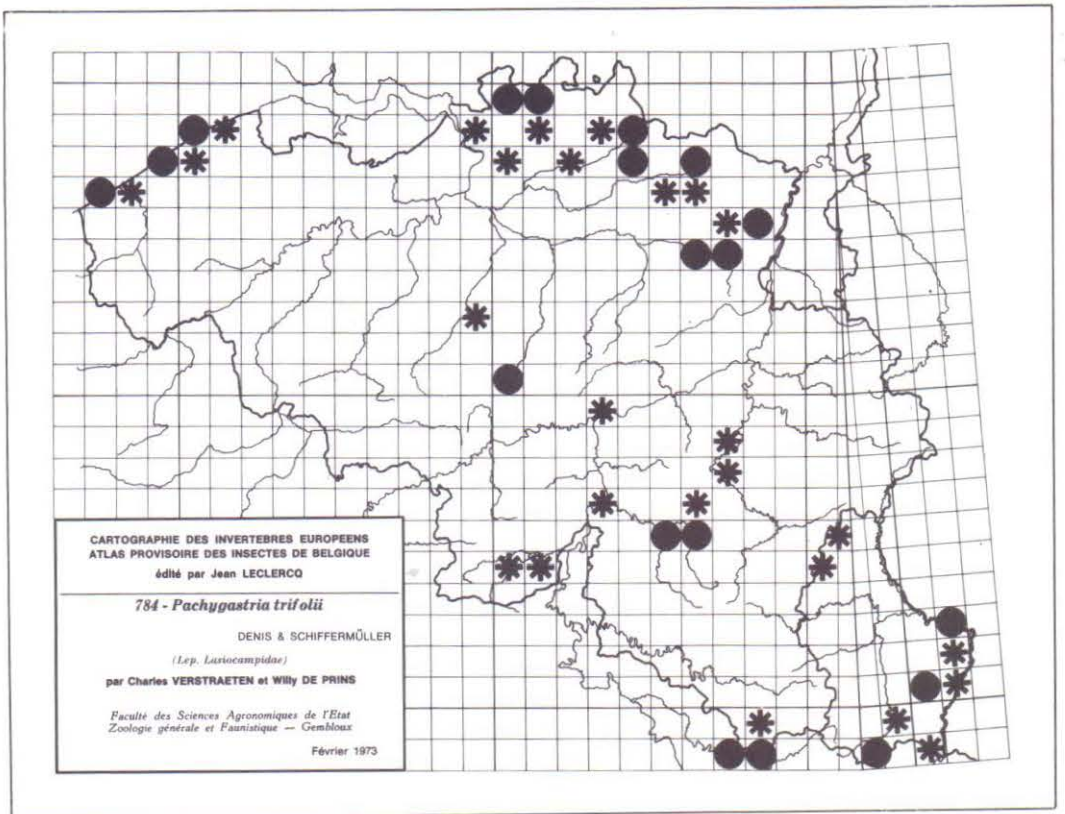 CARTOGRAPHIE DES INVERTEBRES EUROPEENS
ATLAS PROVISOIRE DES INSECTES DE BELGIQUE
édité par Jean LECLERCQ
784 - Pachygastria trifolii
DENIS & SCHIFFERMÜLLER
(Lep. Lasiocampidae)
par Charles VERSTRAETEN et Willy DE PRINS
Faculté des Sciences Agronomiques de l'Etat
Zoologie générale et Faunistique — Gembloux
Février 1973